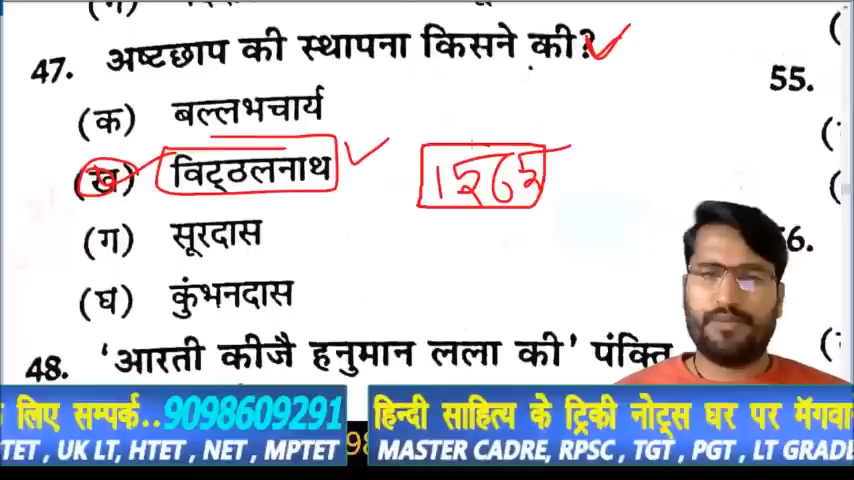 47. अष्टछाप की स्थापना किसने की?
(क) बल्लभचार्य
(ख) विट्ठलनाथ
(ग) सूरदास
(घ) कुंभनदास
48. 'आरती कीजै हनुमान लला की' पंक्ति
55.
56.
लिए सम्पर्क..9098609291
हिन्दी साहित्य के ट्रिकी नोट्स घर पर मॅगवा
TET, UK LT, HTET, NET, MPTET
MASTER CADRE, RPSC, TGT, PGT, LT GRADE